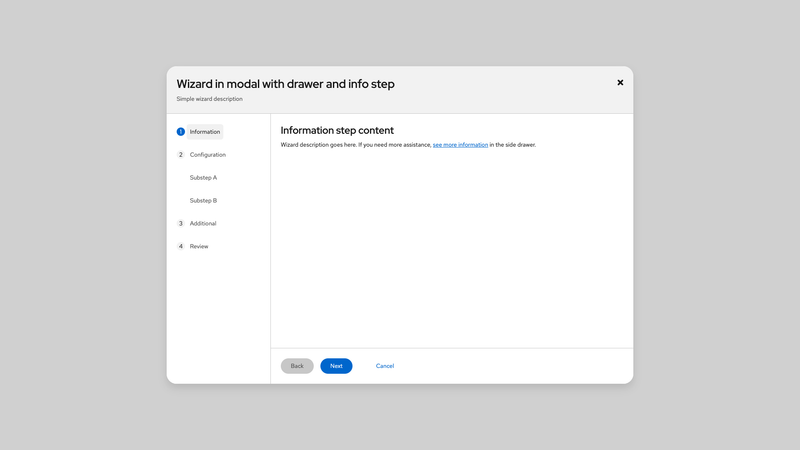 Wizard in modal with drawer and info step
Simple wizard description
1 Information
2 Configuration
Substep A
Substep B
3 Additional
4 Review
Information step content
Wizard description goes here. If you need more assistance, see more information in the side drawer.
Back Next Cancel